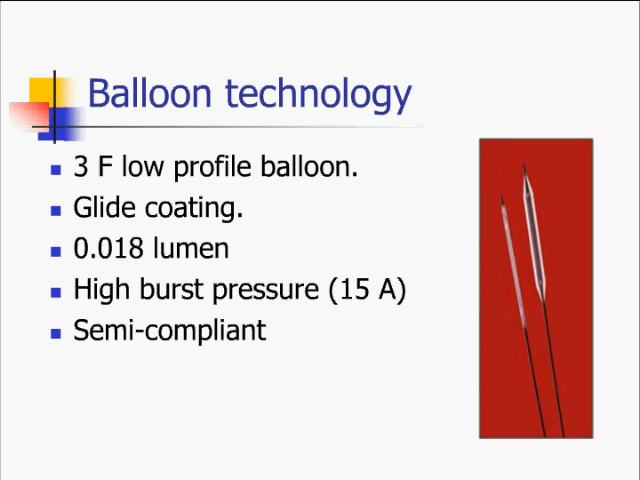 Balloon technology
3 F low profile balloon.
Glide coating.
0.018 lumen
High burst pressure (15 A)
Semi-compliant